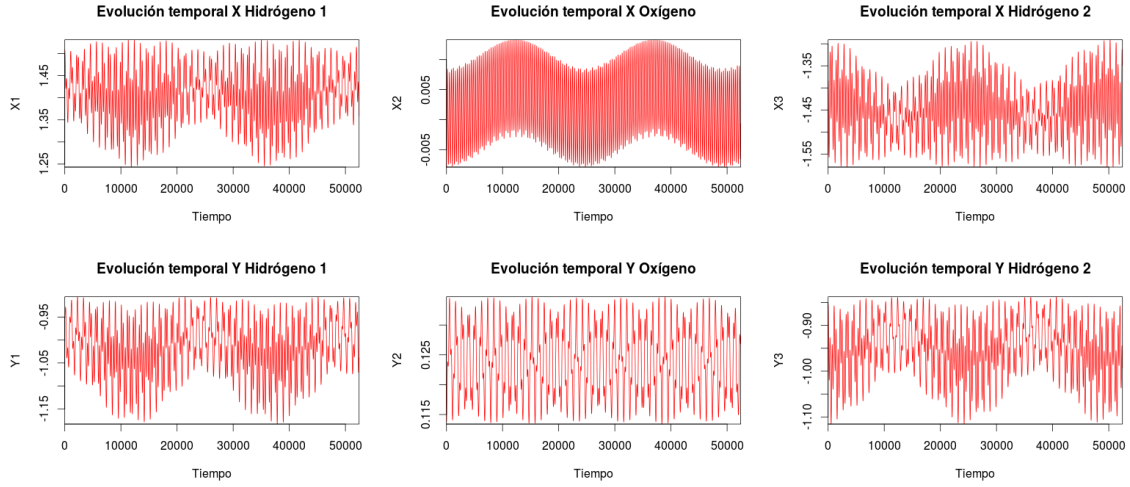 Evolución temporal X Hidrógeno 1
X1
1.25 1.35 1.45
0 10000 20000 30000 40000 50000
Tiempo
Evolución temporal X Oxígeno
X2
-0.005 0.005
0 10000 20000 30000 40000 50000
Tiempo
Evolución temporal X Hidrógeno 2
X3
-1.55 -1.45 -1.35
0 10000 20000 30000 40000 50000
Tiempo
Evolución temporal Y Hidrógeno 1
Y1
-1.15 -1.05 -0.95
0 10000 20000 30000 40000 50000
Tiempo
Evolución temporal Y Oxígeno
Y2
0.115 0.125
0 10000 20000 30000 40000 50000
Tiempo
Evolución temporal Y Hidrógeno 2
Y3
-1.10 -1.00 -0.90
0 10000 20000 30000 40000 50000
Tiempo